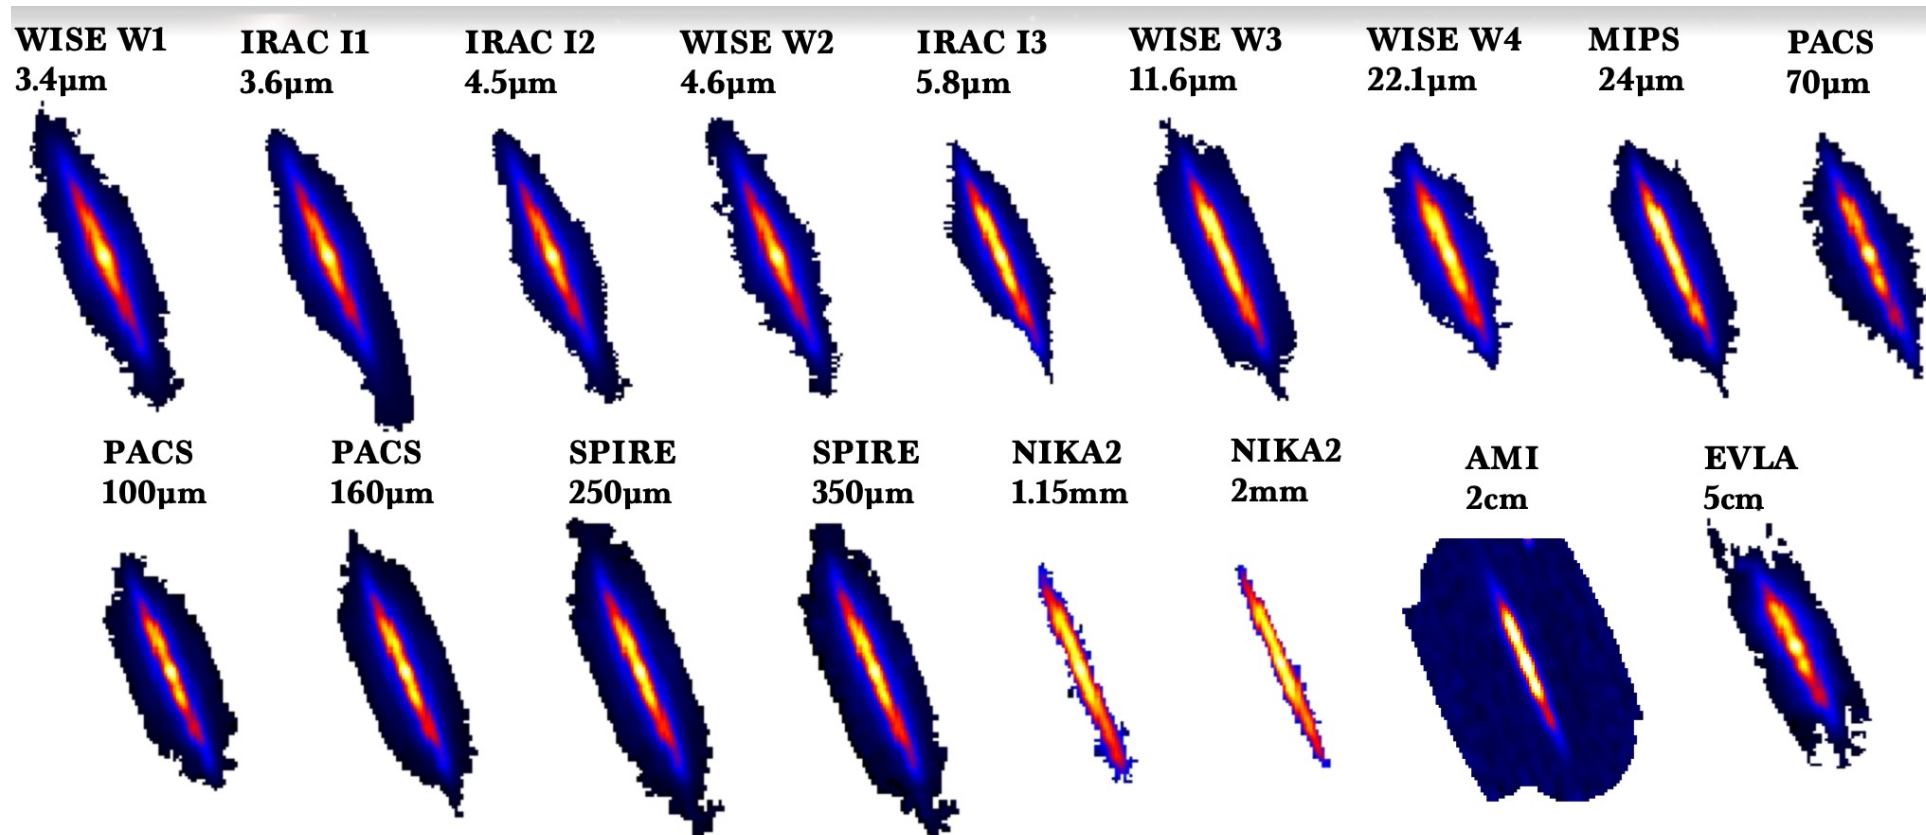 WISE W1
3.4μm
IRAC I1
3.6μm
IRAC I2
4.5μm
WISE W2
4.6μm
IRAC I3
5.8μm
WISE W3
11.6μm
WISE W4
22.1μm
MIPS
24μm
PACS
70μm
PACS
100μm
PACS
160μm
SPIRE
250μm
SPIRE
350μm
NIKA2
1.15mm
NIKA2
2mm
AMI
2cm
EVLA
5cm